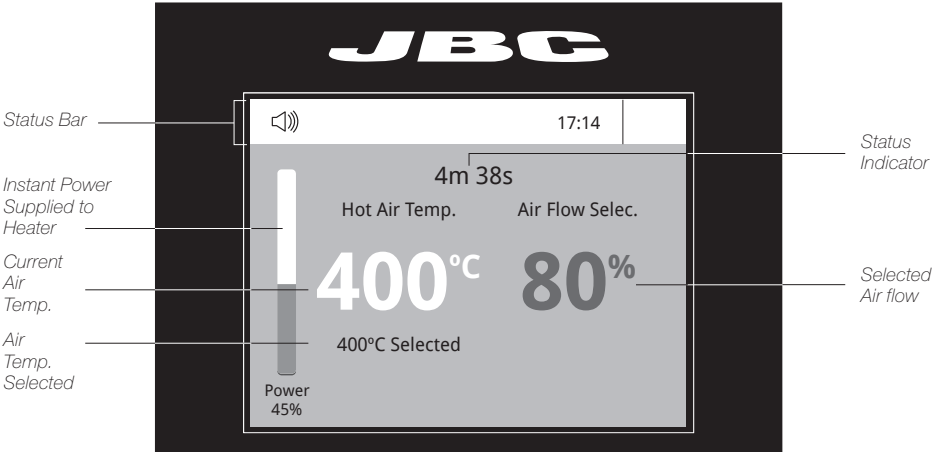 JBC
Status Bar
17:14
Status
Indicator
4m 38s
Instant Power
Supplied to
Heater
Hot Air Temp.
Air Flow Selec.
Current
Air
Temp.
400ºC
80%
Selected
Air flow
Air
Temp.
Selected
400ºC Selected
Power
45%